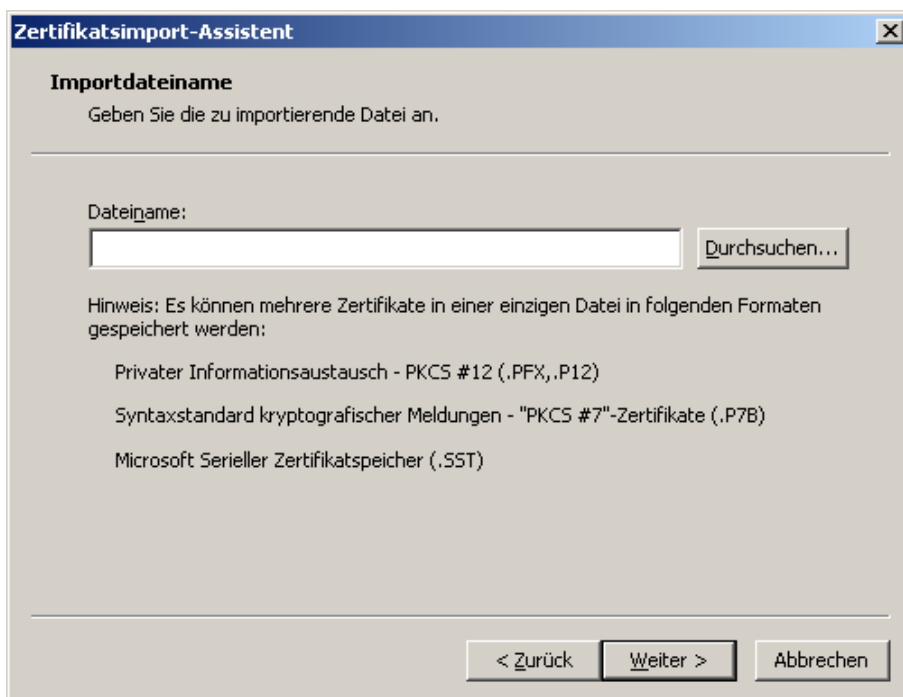 Zertifikatsimport-Assistent
Importdateiname
Geben Sie die zu importierende Datei an.
Dateiname:
Durchsuchen...
Hinweis: Es können mehrere Zertifikate in einer einzigen Datei in folgenden Formaten
gespeichert werden:
Privater Informationsaustausch - PKCS #12 (.PFX,.P12)
Syntaxstandard kryptografischer Meldungen - "PKCS #7"-Zertifikate (.P7B)
Microsoft Serieller Zertifikatspeicher (.SST)
< Zurück
Weiter >
Abbrechen